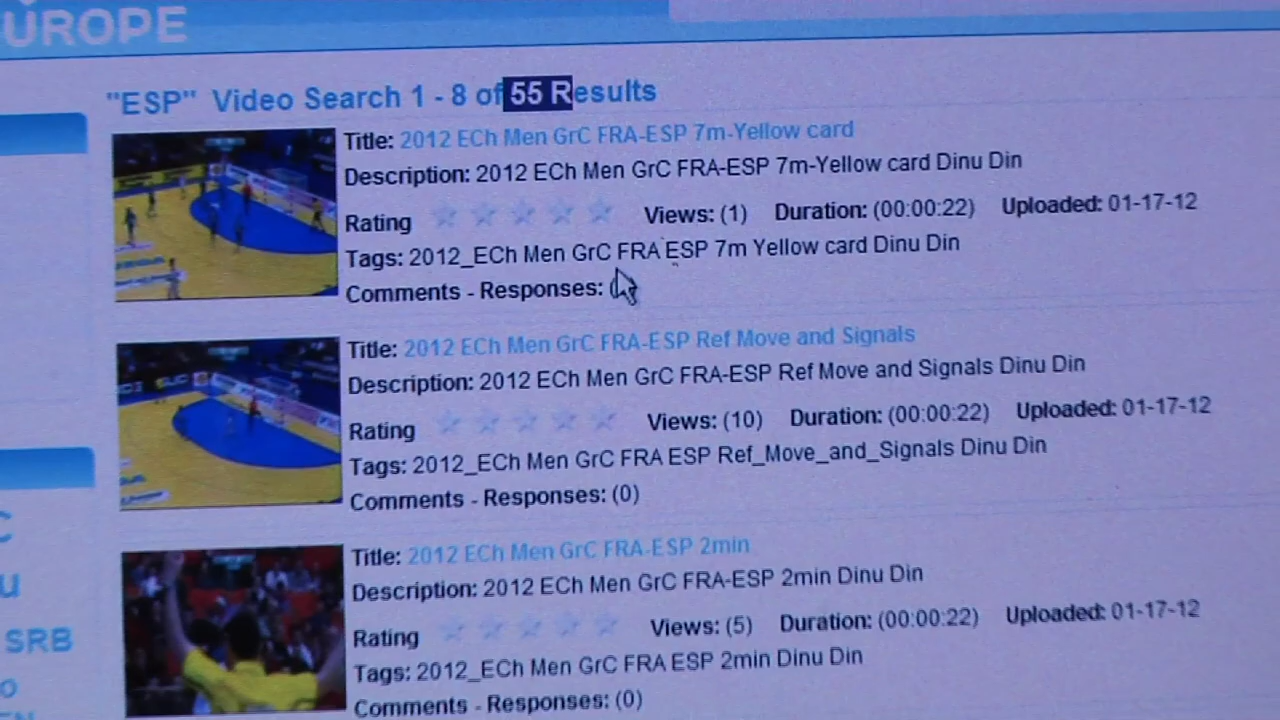 UROPE
"ESP" Video Search 1 - 8 of 55 Results
Title: 2012 ECh Men GrC FRA-ESP 7m-Yellow card
Description: 2012 ECh Men GrC FRA-ESP 7m-Yellow card Dinu Din
Rating Views: (1) Duration: (00:00:22) Uploaded: 01-17-12
Tags: 2012_ECh Men GrC FRA ESP 7m Yellow card Dinu Din
Comments - Responses:
Title: 2012 ECh Men GrC FRA-ESP Ref Move and Signals
Description: 2012 ECh Men GrC FRA-ESP Ref Move and Signals Dinu Din
Rating Views: (10) Duration: (00:00:22) Uploaded: 01-17-12
Tags: 2012_ECh Men GrC FRA ESP Ref_Move_and_Signals Dinu Din
Comments - Responses: (0)
Title: 2012 ECh Men GrC FRA-ESP 2min
Description: 2012 ECh Men GrC FRA-ESP 2min Dinu Din
Rating Views: (5) Duration: (00:00:22) Uploaded: 01-17-12
Tags: 2012_ECh Men GrC FRA ESP 2min Dinu Din
Comments - Responses: (0)
SRB